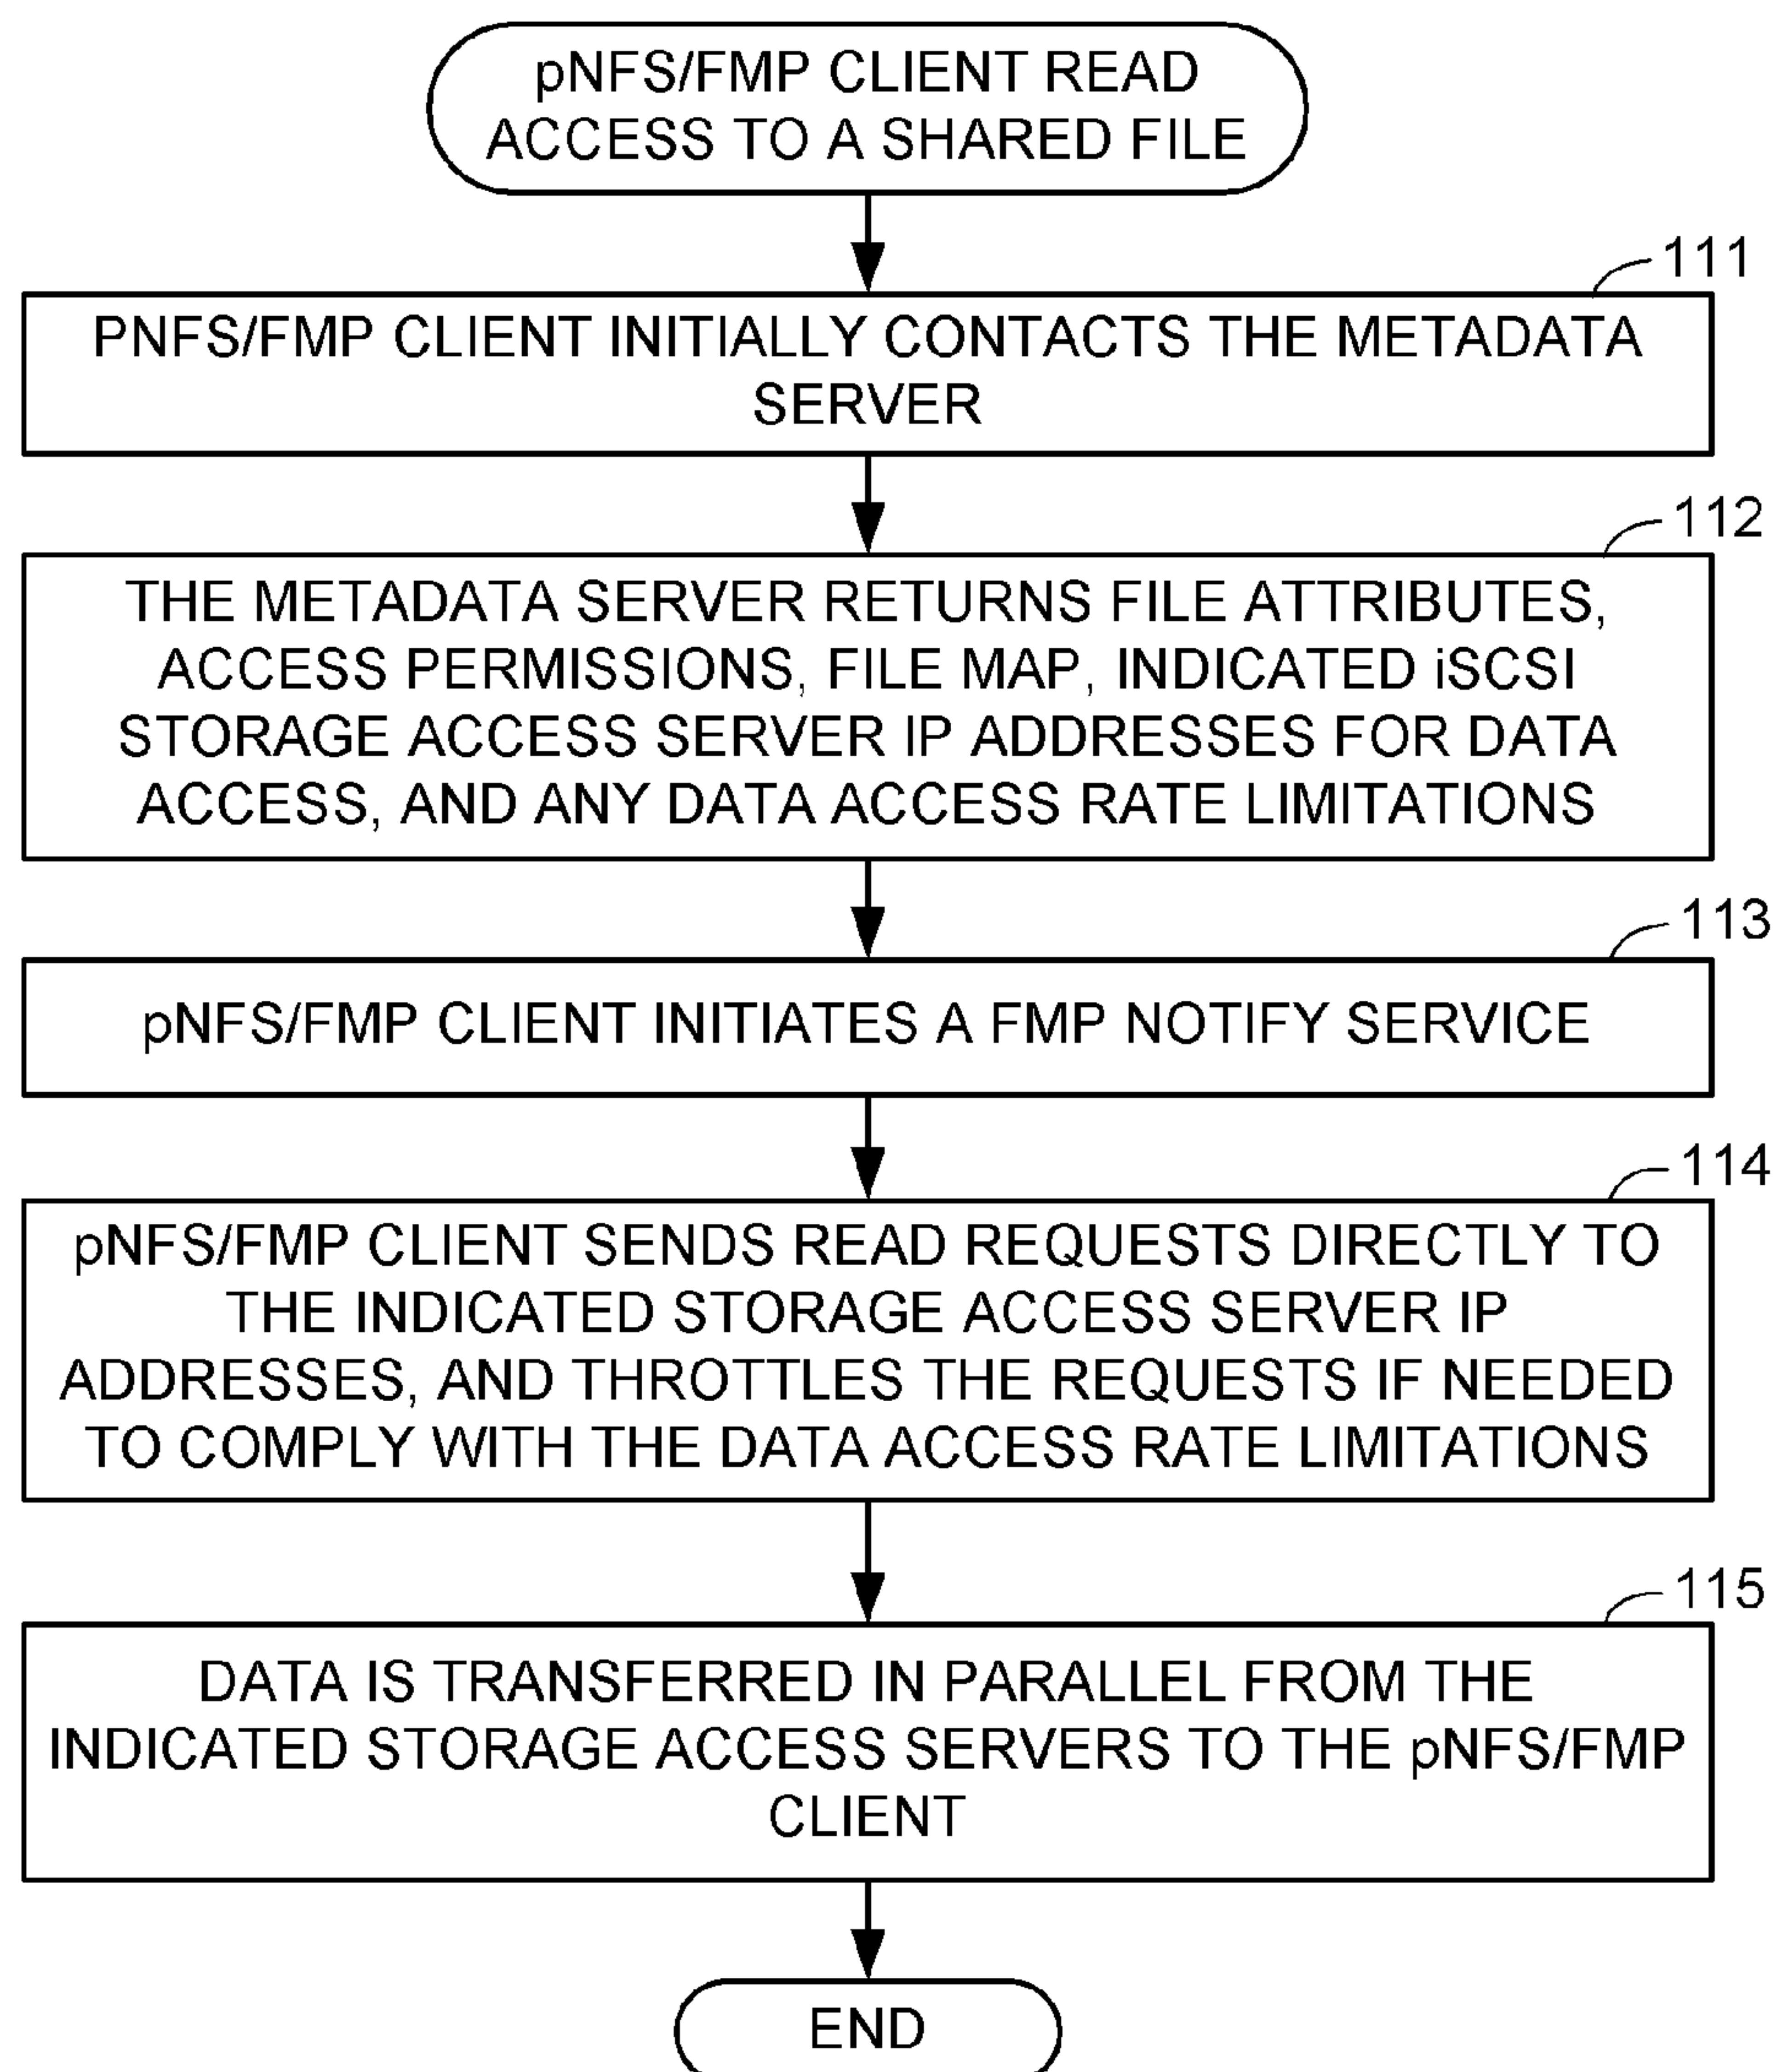 pNFS/FMP CLIENT READ
ACCESS TO A SHARED FILE
111
PNFS/FMP CLIENT INITIALLY CONTACTS THE METADATA
SERVER
112
THE METADATA SERVER RETURNS FILE ATTRIBUTES,
ACCESS PERMISSIONS, FILE MAP, INDICATED iSCSI
STORAGE ACCESS SERVER IP ADDRESSES FOR DATA
ACCESS, AND ANY DATA ACCESS RATE LIMITATIONS
113
pNFS/FMP CLIENT INITIATES A FMP NOTIFY SERVICE
114
pNFS/FMP CLIENT SENDS READ REQUESTS DIRECTLY TO
THE INDICATED STORAGE ACCESS SERVER IP
ADDRESSES, AND THROTTLES THE REQUESTS IF NEEDED
TO COMPLY WITH THE DATA ACCESS RATE LIMITATIONS
115
DATA IS TRANSFERRED IN PARALLEL FROM THE
INDICATED STORAGE ACCESS SERVERS TO THE pNFS/FMP
CLIENT
END